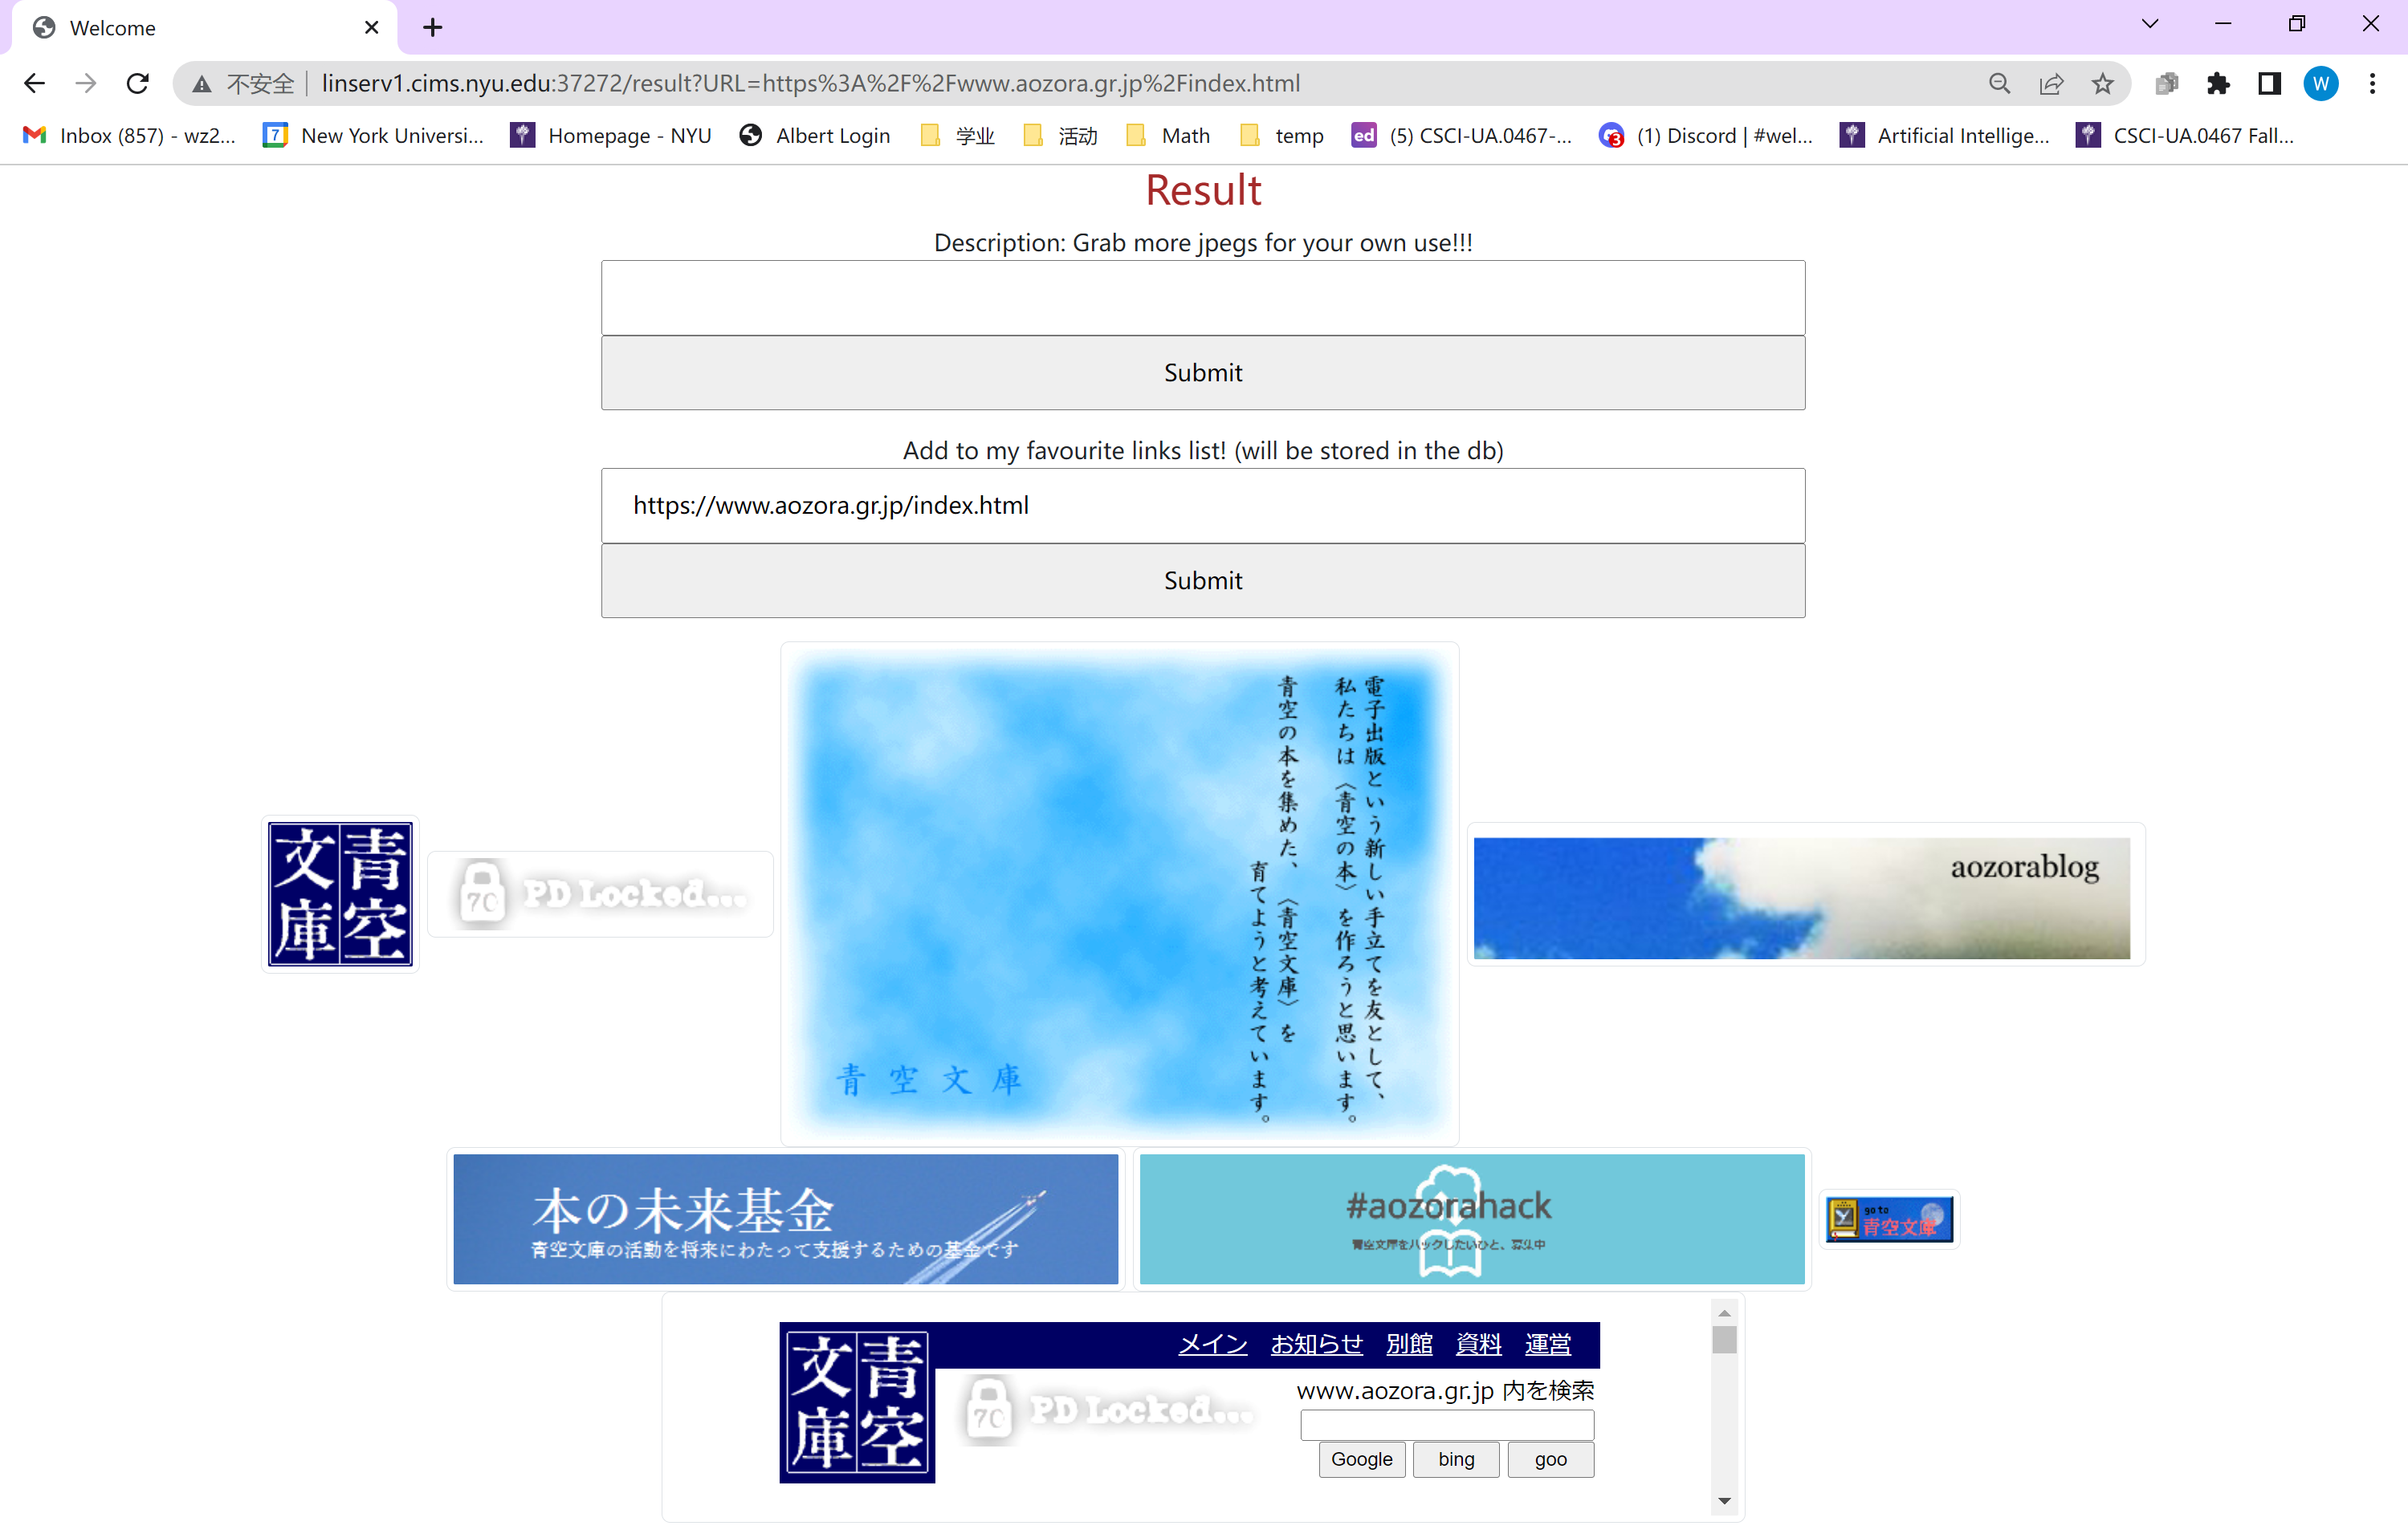 Welcome
不安全
linserv1.cims.nyu.edu:37272/result?URL=https%3A%2F%2Fwww.aozora.gr.jp%2Findex.html
W
Inbox (857) - wz2...
7
New York Universi...
Homepage - NYU
Albert Login
学业
活动
Math
temp
ed
(5) CSCI-UA.0467-...
3
(1) Discord | #wel...
Artificial Intellige...
CSCI-UA.0467 Fall...
Result
Description: Grab more jpegs for your own use!!!
Submit
Add to my favourite links list! (will be stored in the db)
https://www.aozora.gr.jp/index.html
Submit
青空
文庫
70 PD Locked...
電子出版という新しい手立てを友として、
私たちは〈青空の本〉を作ろうと思います。
青空の本を集めた、〈青空文庫〉を
育てようと考えています。
青空文庫
aozorablog
本の未来基金
青空文庫の活動を将来にわたって支援するための基金です
#aozorahack
青空文庫をハックしたいひと、募集中
go to
青空文庫
メイン お知らせ 別館 資料 運営
青空
文庫
70 PD Locked...
www.aozora.gr.jp 内を検索
Google bing goo